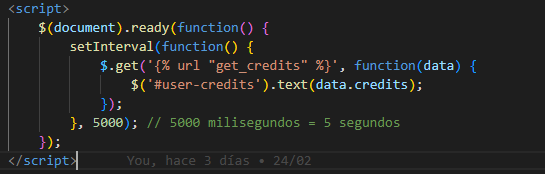 <script>
$(document).ready(function() {
setInterval(function() {
$.get('{% url "get_credits" %}', function(data) {
$('#user-credits').text(data.credits);
});
}, 5000); // 5000 milisegundos = 5 segundos
});
</script> You, hace 3 días • 24/02